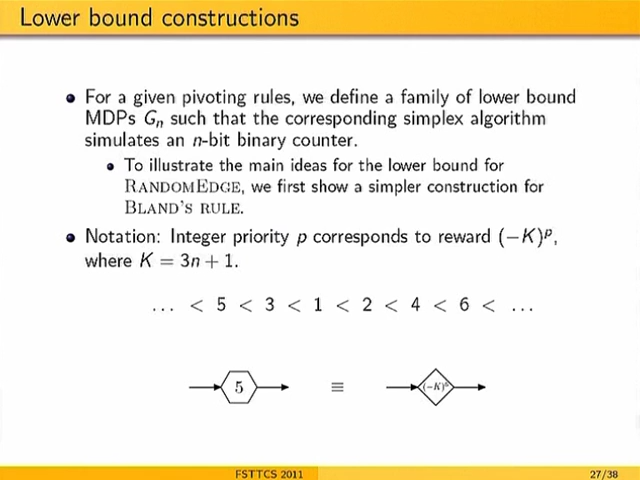 Lower bound constructions
For a given pivoting rules, we define a family of lower bound
MDPs Gₙ such that the corresponding simplex algorithm
simulates an n-bit binary counter.
To illustrate the main ideas for the lower bound for
RANDOMEDGE, we first show a simpler construction for
BLAND'S RULE.
Notation: Integer priority p corresponds to reward (−K)ᵖ,
where K = 3n + 1.
... < 5 < 3 < 1 < 2 < 4 < 6 < ...
5 ≡ (−K)⁵
FSTTCS 2011 27/38